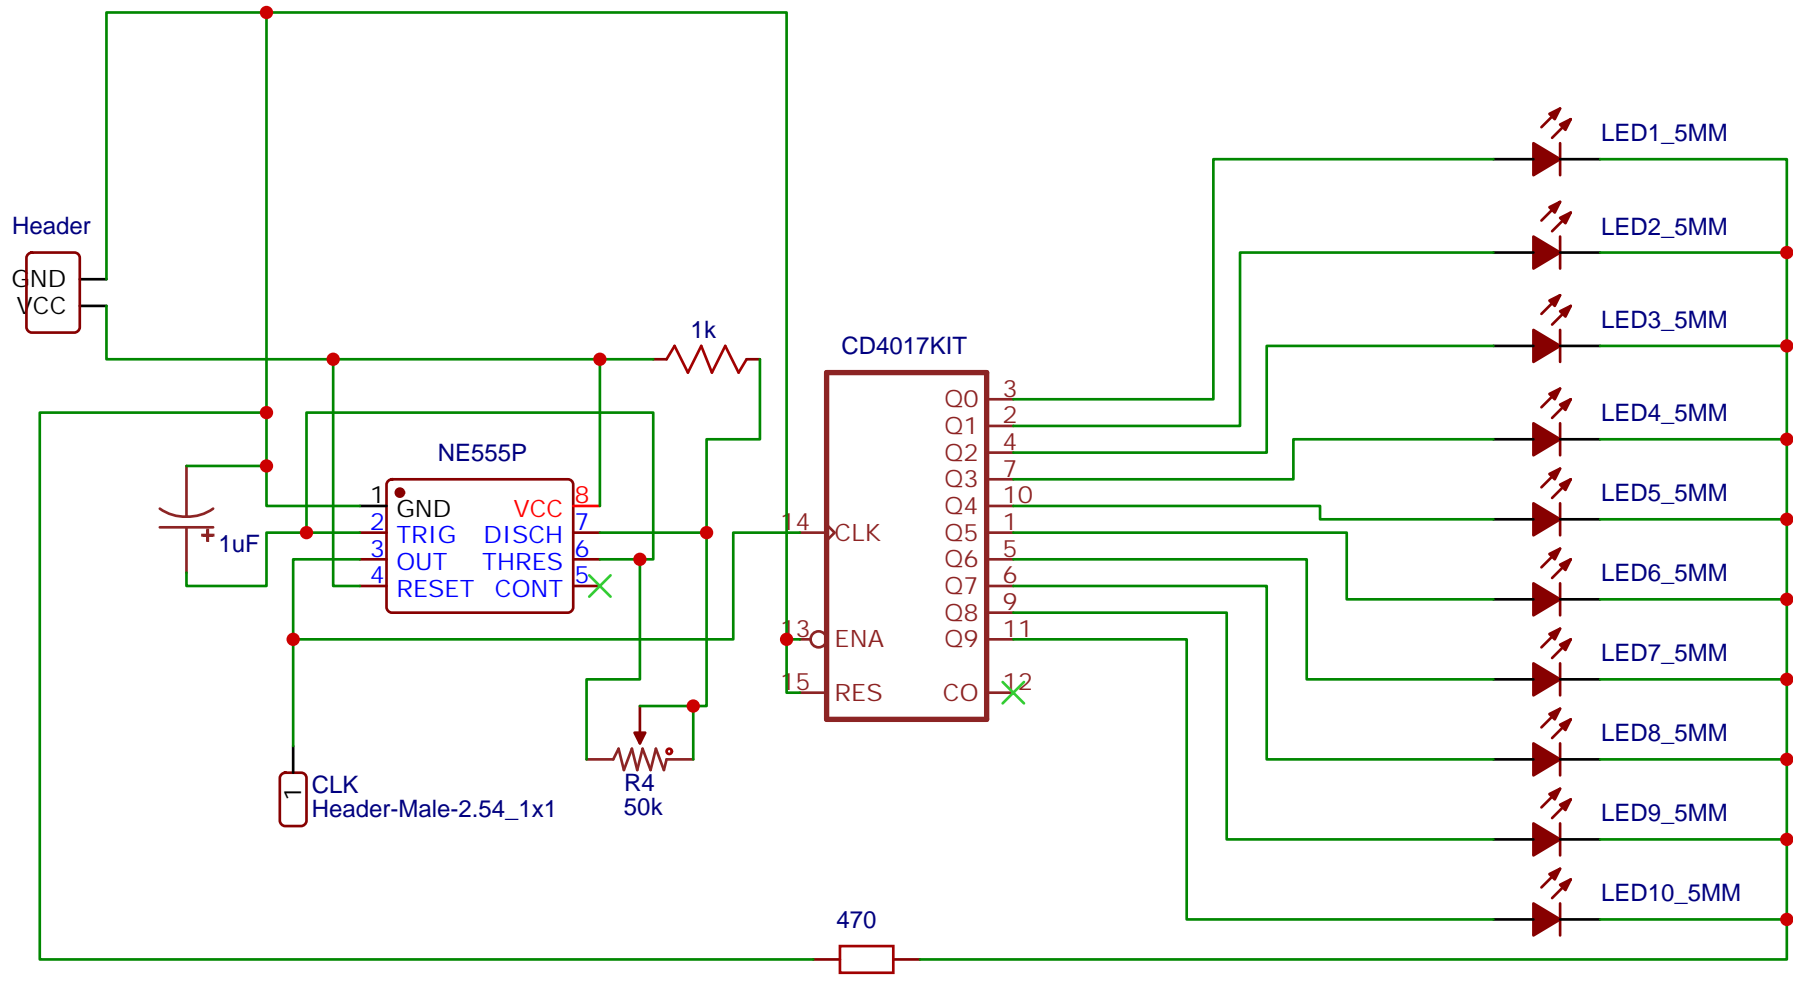 Header
GND
VCC
1k
NE555P
1 GND
2 TRIG
3 OUT
4 RESET
VCC 8
DISCH 7
THRES 6
CONT 5
+ 1uF
1
CLK
Header-Male-2.54_1x1
R4
50k
CD4017KIT
14 CLK
13 ENA
15 RES
Q0 3
Q1 2
Q2 4
Q3 7
Q4 10
Q5 1
Q6 5
Q7 6
Q8 9
Q9 11
CO 12
LED1_5MM
LED2_5MM
LED3_5MM
LED4_5MM
LED5_5MM
LED6_5MM
LED7_5MM
LED8_5MM
LED9_5MM
LED10_5MM
470